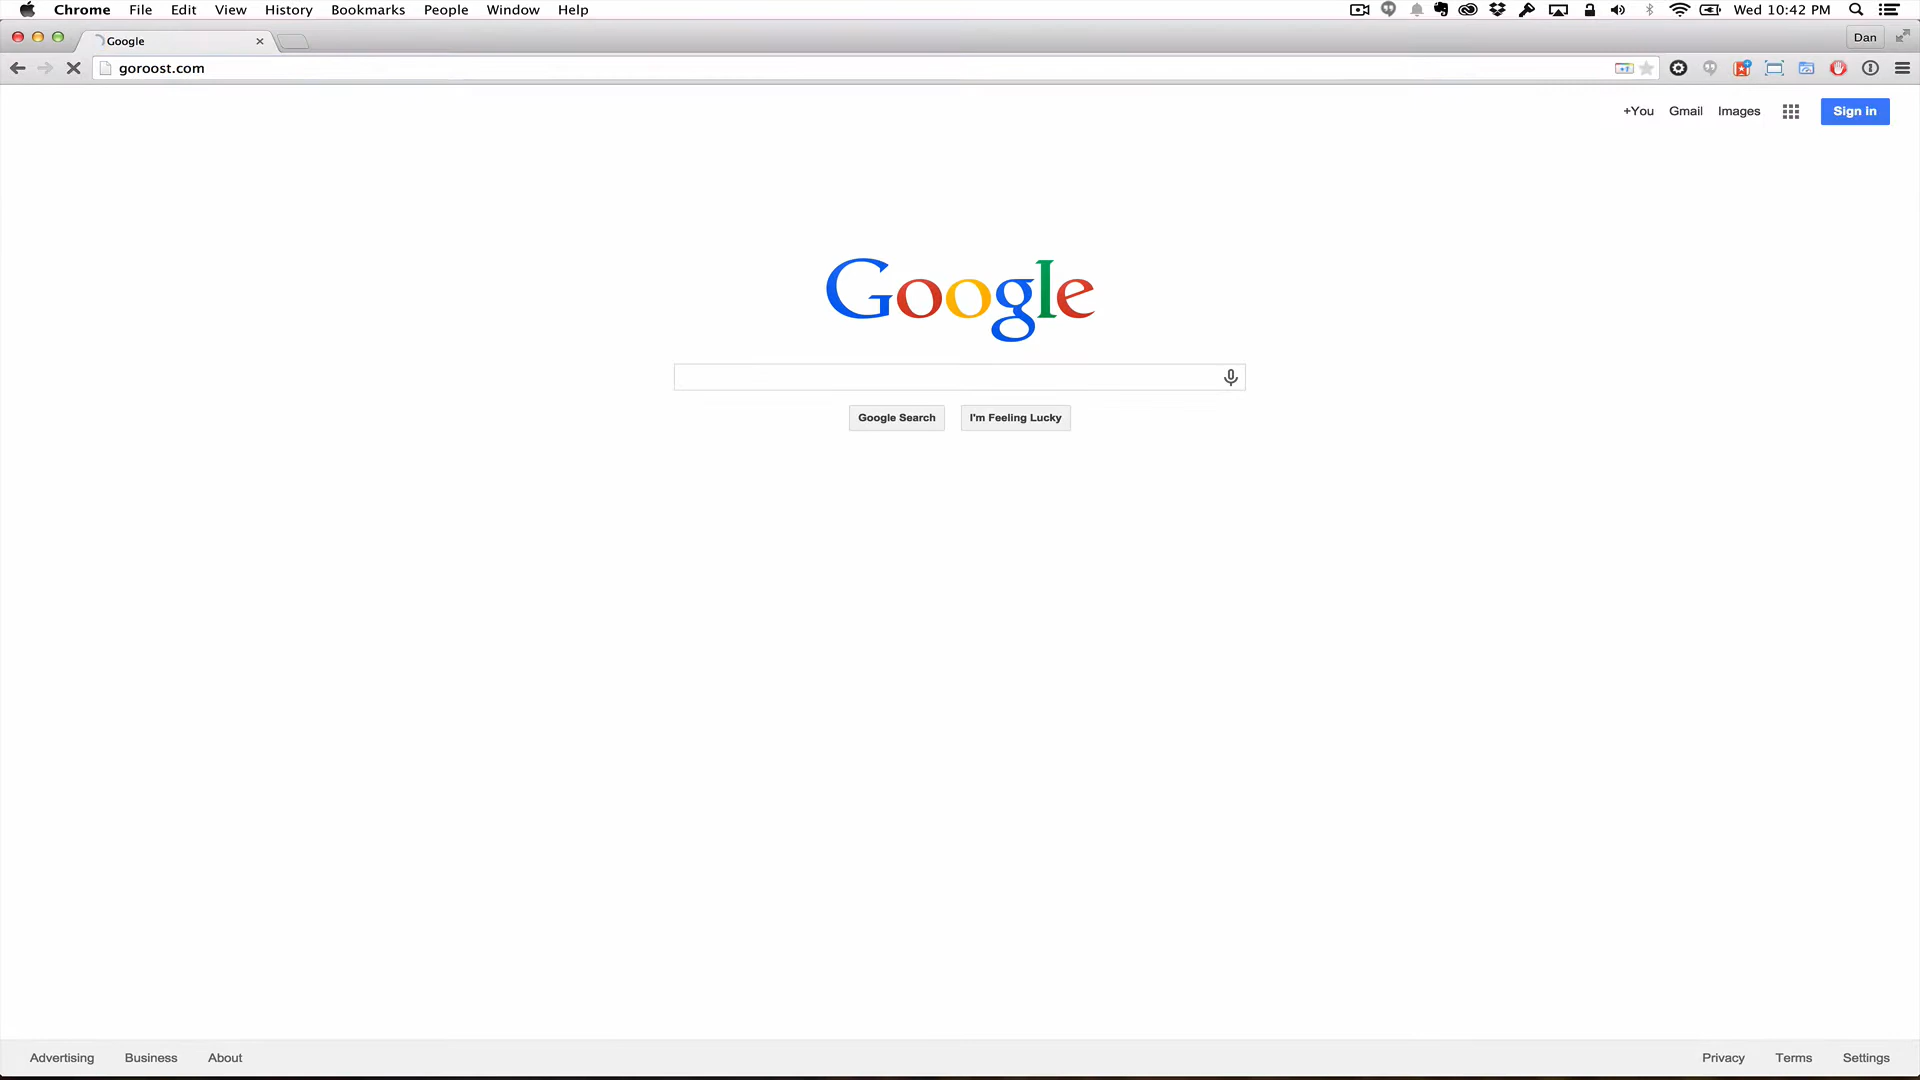 Chrome File Edit View History Bookmarks People Window Help Wed 10:42 PM
Google Dan
goroost.com
+You Gmail Images Sign in
Google
Google Search I'm Feeling Lucky
Advertising Business About Privacy Terms Settings